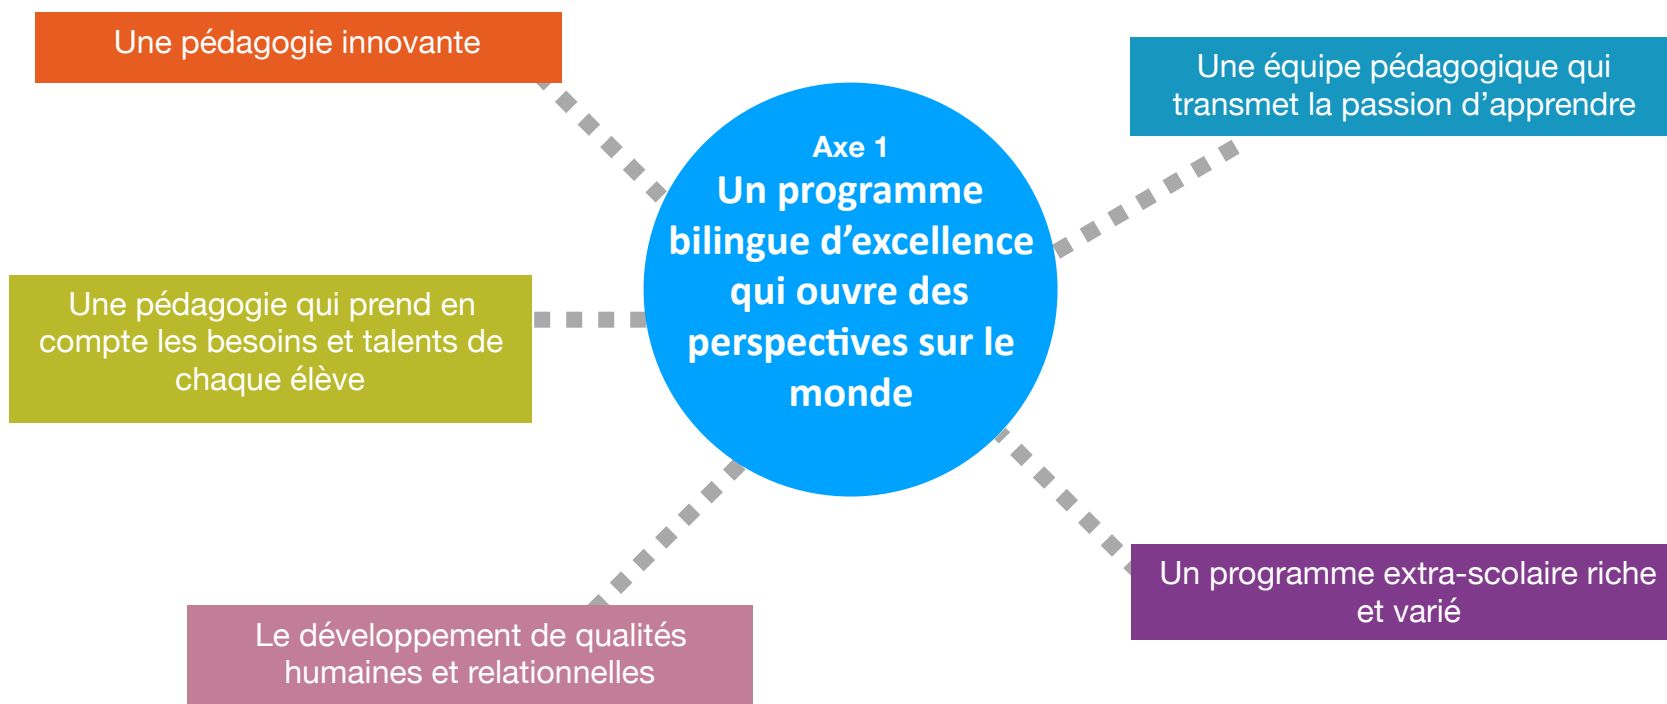 Une pédagogie innovante
Une équipe pédagogique qui
transmet la passion d’apprendre
Axe 1
Un programme
bilingue d’excellence
qui ouvre des
perspectives sur le
monde
Une pédagogie qui prend en
compte les besoins et talents de
chaque élève
Un programme extra-scolaire riche
et varié
Le développement de qualités
humaines et relationnelles